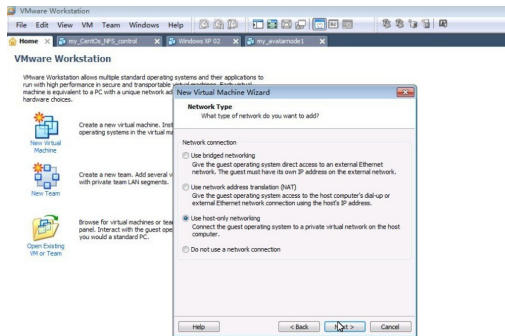 VMware Workstation
File Edit View VM Team Windows Help
Home X my_CentOs_NFS_control X Windows XP 02 X my_avatarnode1 X
VMware Workstation
VMware Workstation allows multiple standard operating systems and their applications to
run with high performance in secure and transportable
machine is equivalent to a PC with a unique network ad
hardware choices.
New Virtual
Machine
Create a new virtual machine. Inst
operating systems in the virtual ma
New Team
Create a new team. Add several v
with private team LAN segments.
Open Existing
VM or Team
Browse for virtual machines or tea
panel. Interact with the guest ope
you would a standard PC.
New Virtual Machine Wizard
Network Type
What type of network do you want to add?
Network connection
Use bridged networking
Give the guest operating system direct access to an external Ethernet
network. The guest must have its own IP address on the external network.
Use network address translation (NAT)
Give the guest operating system access to the host computer's dial-up or
external Ethernet network connection using the host's IP address.
Use host-only networking
Connect the guest operating system to a private virtual network on the host
computer.
Do not use a network connection
Help < Back Next > Cancel